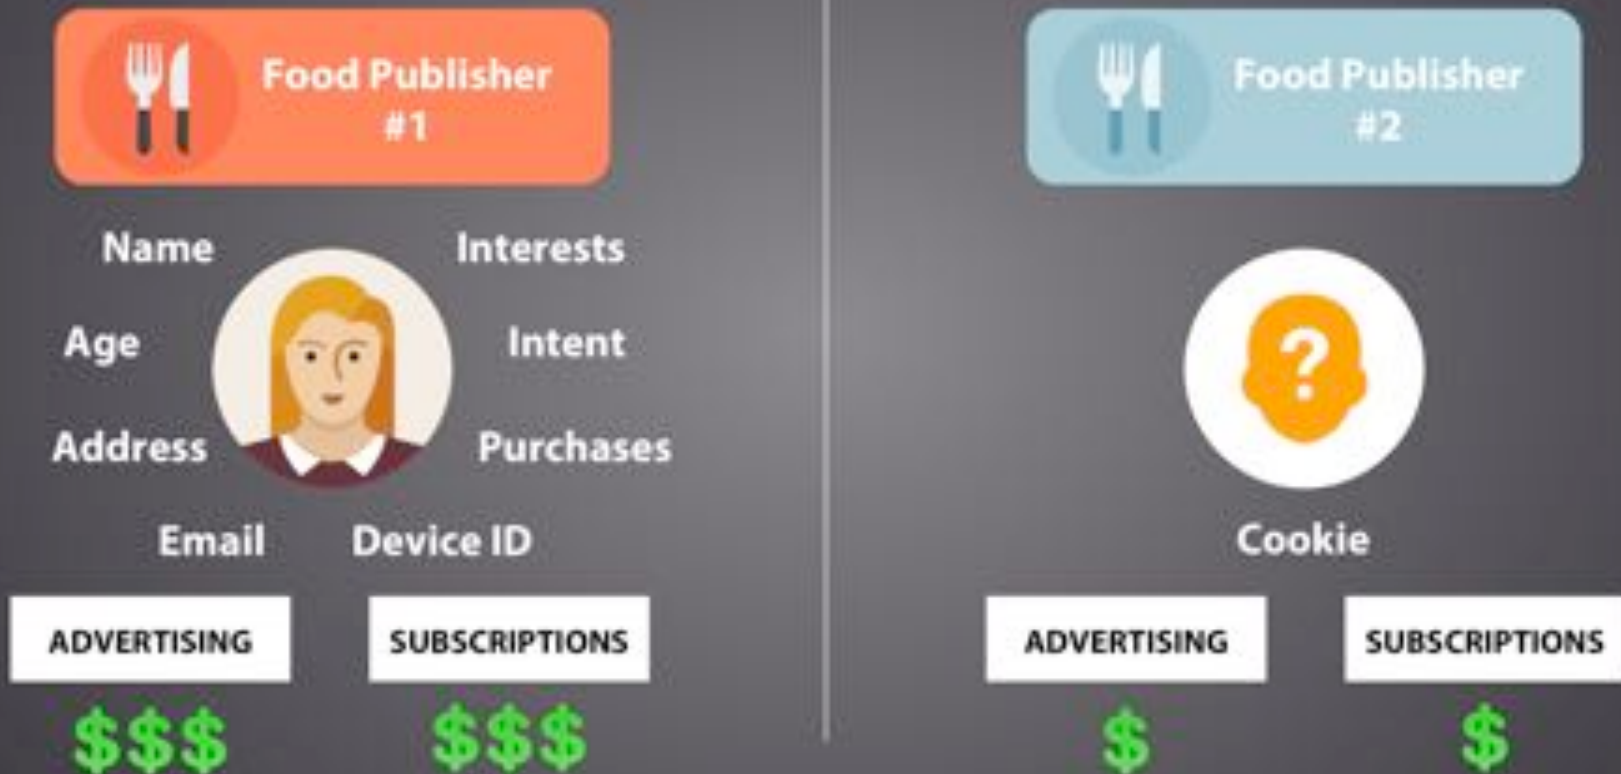 Food Publisher
#1
Name
Interests
Age
Intent
Address
Purchases
Email
Device ID
ADVERTISING
SUBSCRIPTIONS
$$$
$$$
Food Publisher
#2
?
Cookie
ADVERTISING
SUBSCRIPTIONS
$
$